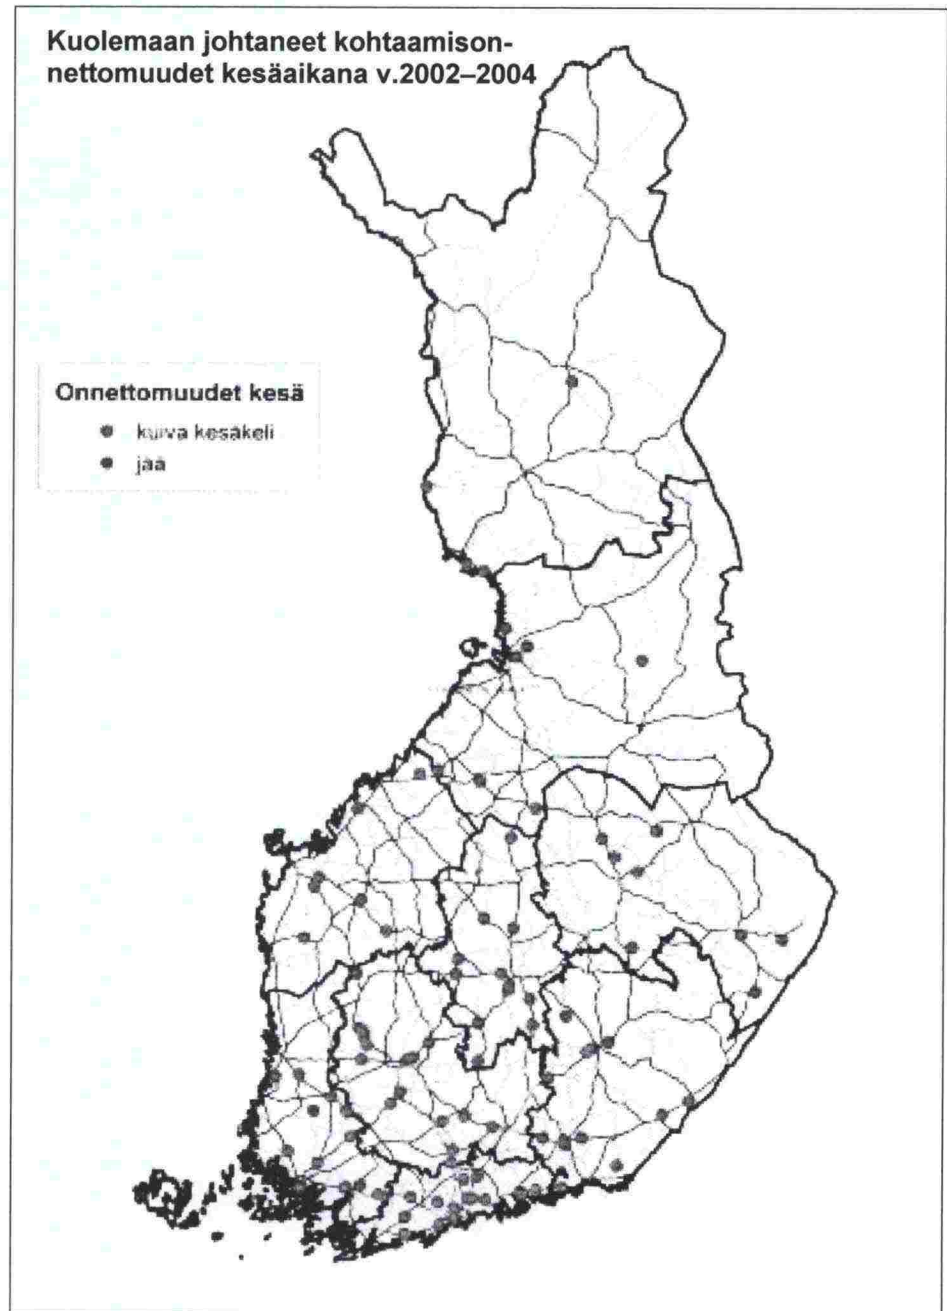 Kuolemaan johtaneet kohtaamison-
nettomuudet kesäaikana v.2002–2004
Onnettomuudet kesä
kuiva kesäkeli
jää